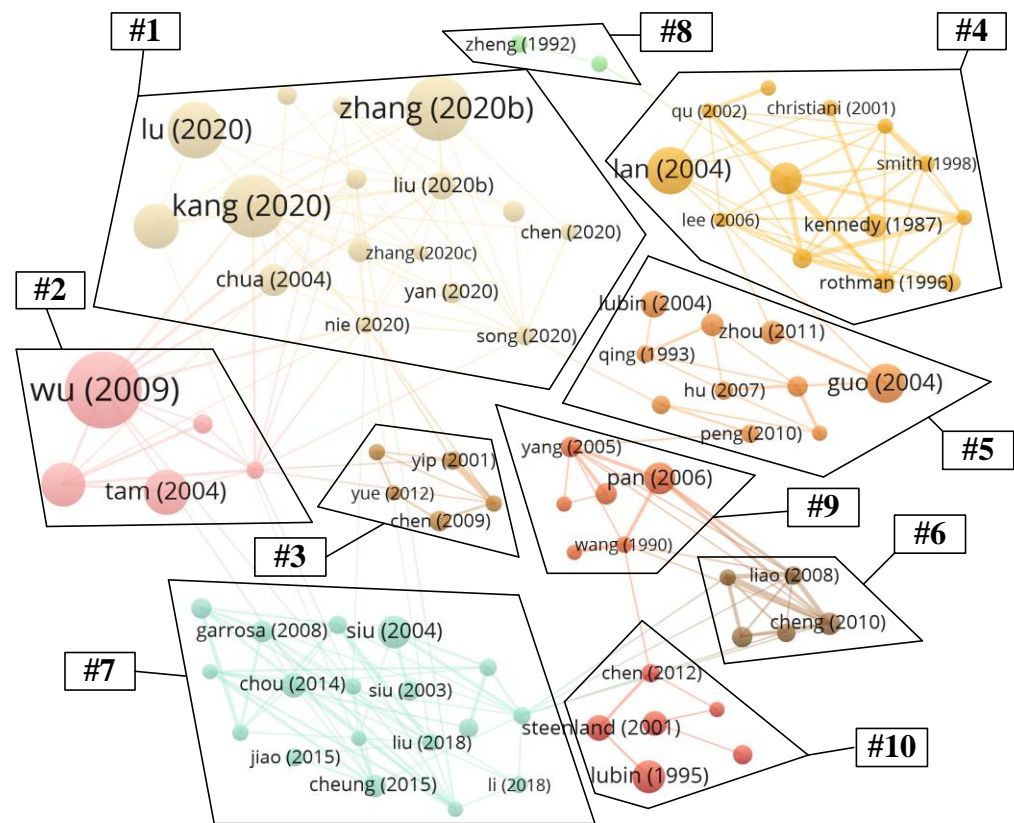 #1
#8
#4
zheng (1992)
zhang (2020b)
lu (2020)
qu (2002)
christiani (2001)
lan (2004)
smith (1998)
liu (2020b)
kang (2020)
lee (2006)
kennedy (1987)
chen (2020)
zhang (2020c)
chua (2004)
yan (2020)
rothman (1996)
#2
nie (2020)
song (2020)
lubin (2004)
zhou (2011)
qing (1993)
wu (2009)
hu (2007)
guo (2004)
peng (2010)
#5
yang (2005)
yip (2001)
pan (2006)
tam (2004)
yue (2012)
chen (2009)
#9
#3
wang (1990)
#6
liao (2008)
cheng (2010)
garrosa (2008)
siu (2004)
#7
chou (2014)
siu (2003)
chen (2012)
steenland (2001)
liu (2018)
jiao (2015)
cheung (2015)
li (2018)
lubin (1995)
#10